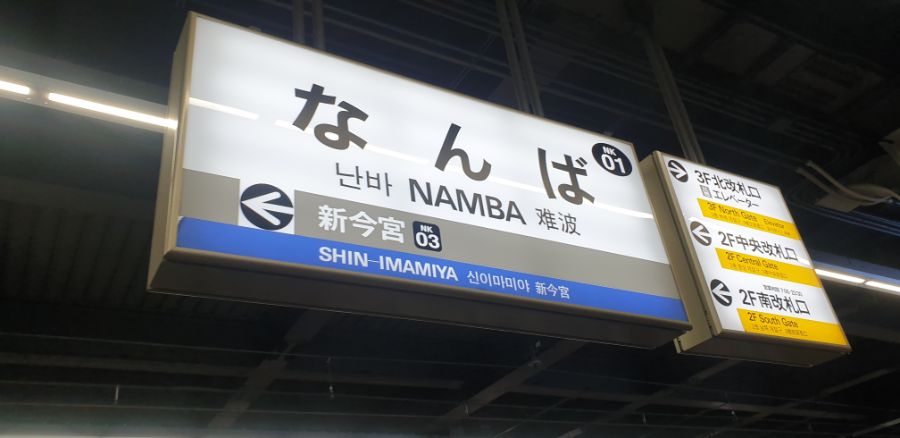 なんば
NK
01
난바 NAMBA 难波
新今宮 NK 03
SHIN-IMAMIYA 신이마미야 新今宮
3F北改札口
エレベーター
3F North Gate Elevator
2F中央改札口
2F Central Gate
2F南改札口
2F South Gate